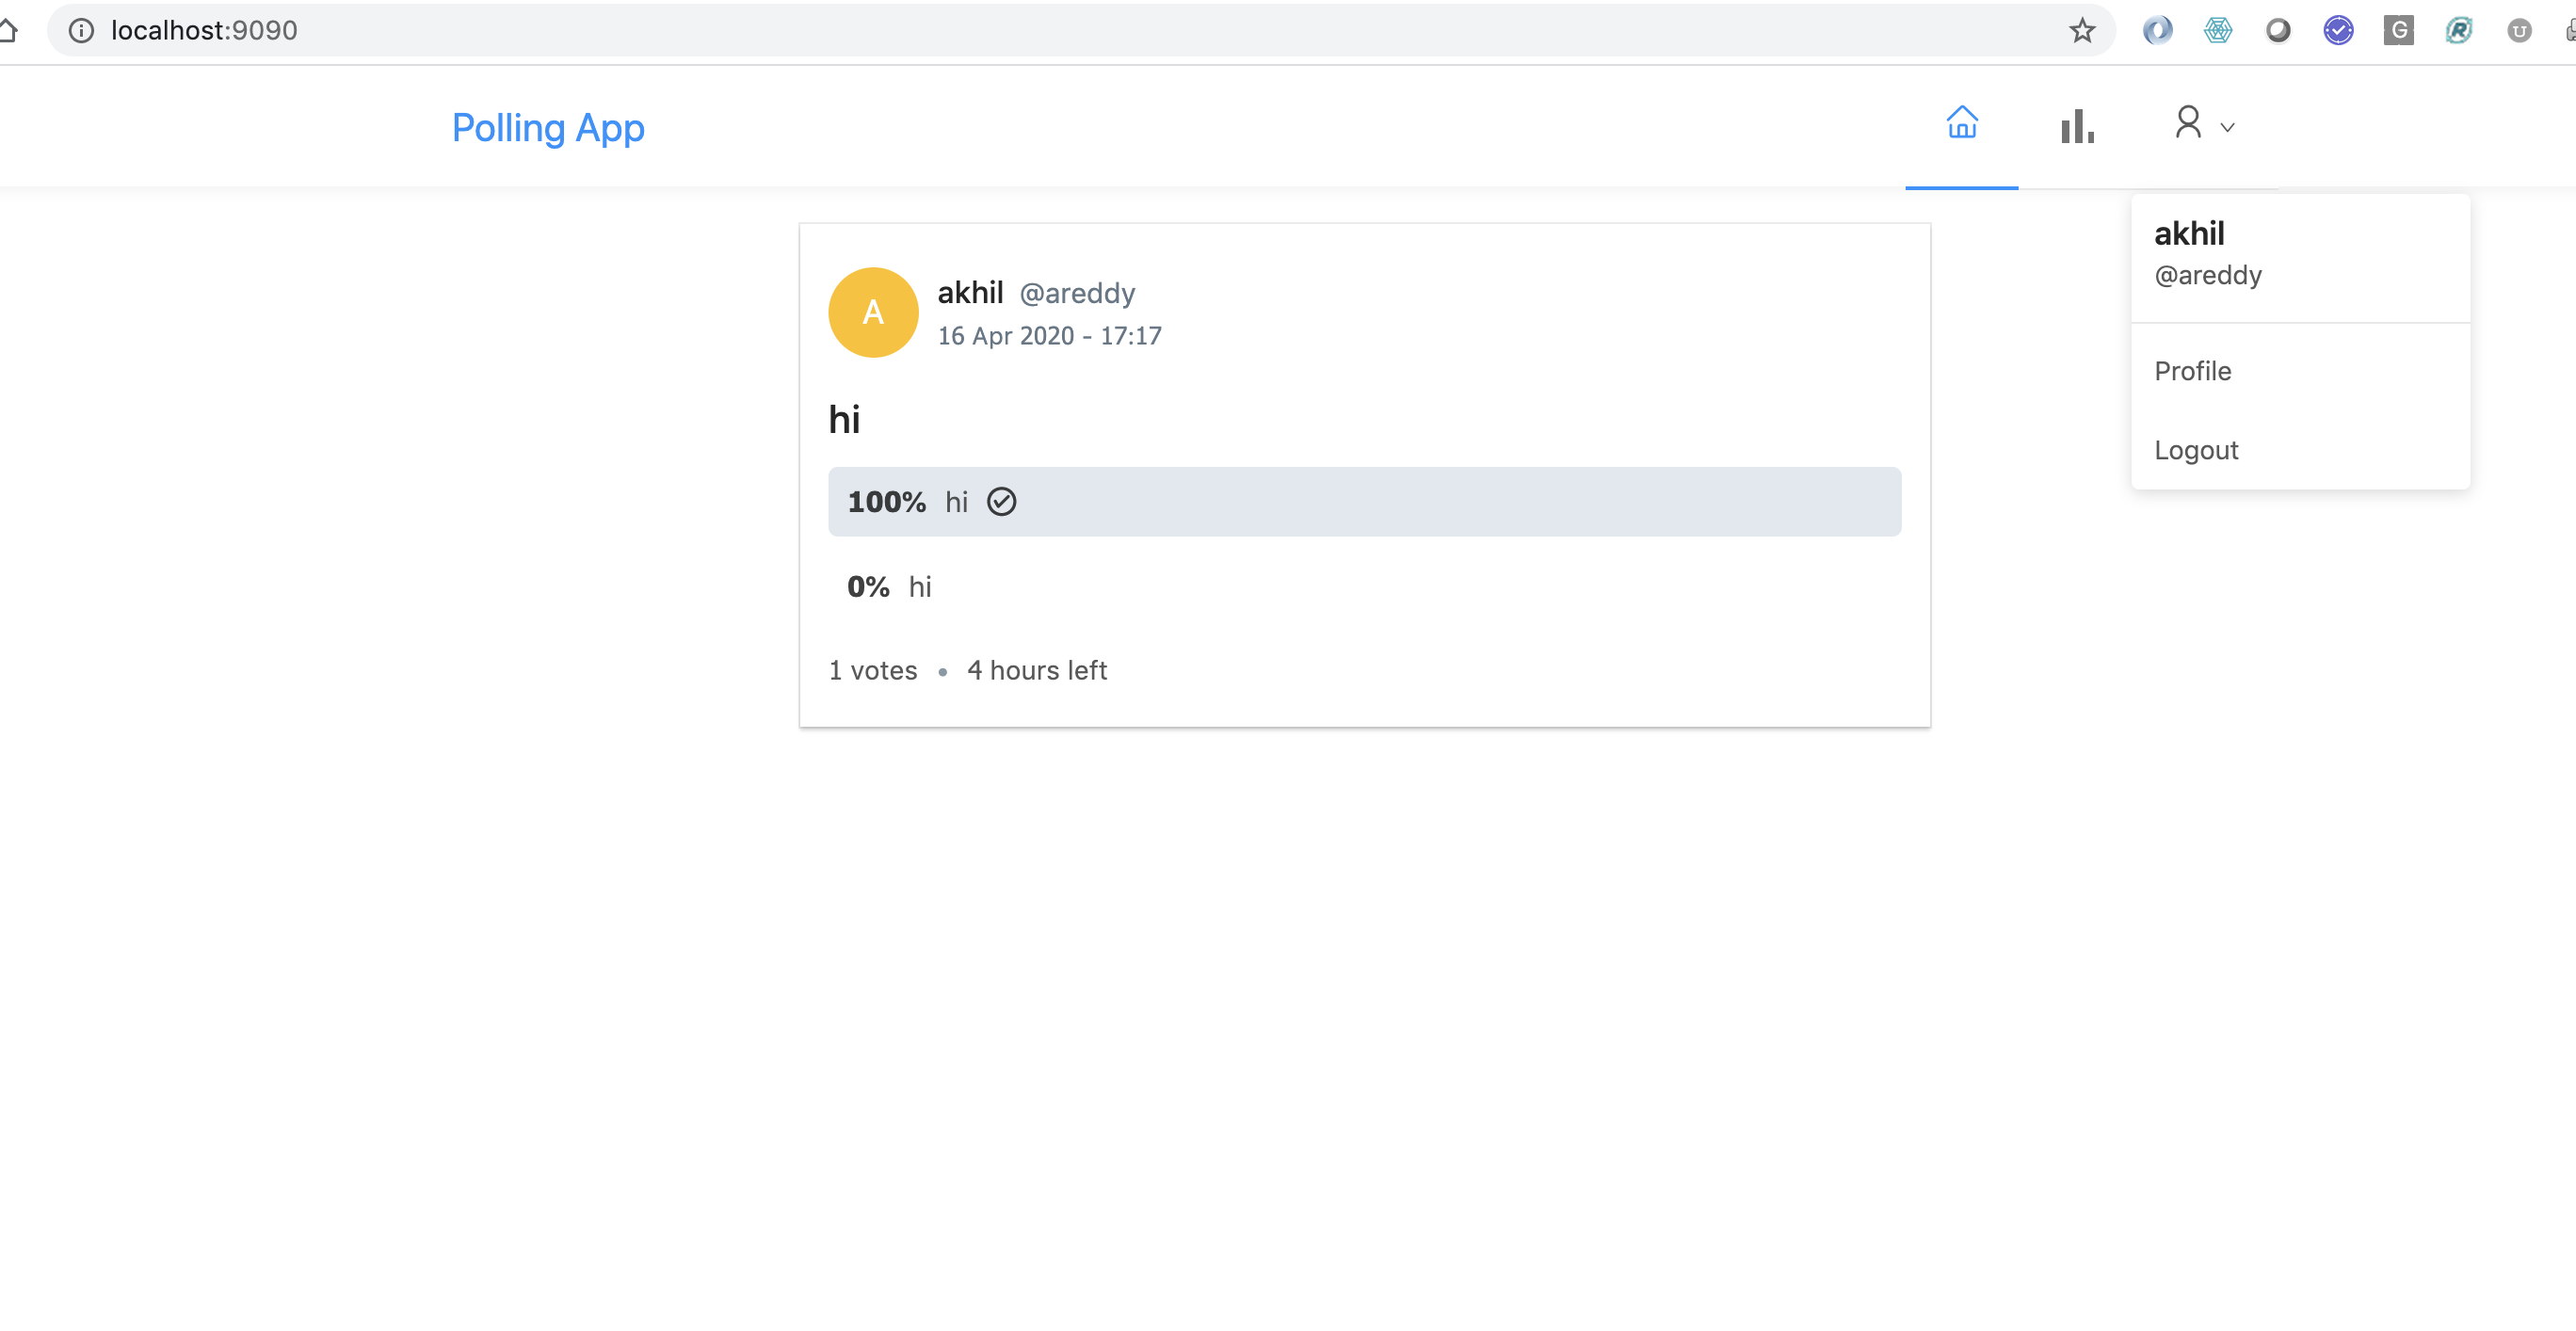 localhost:9090
G
R
U
Polling App
akhil
@areddy
Profile
Logout
A
akhil @areddy
16 Apr 2020 - 17:17
hi
100% hi
0% hi
1 votes • 4 hours left